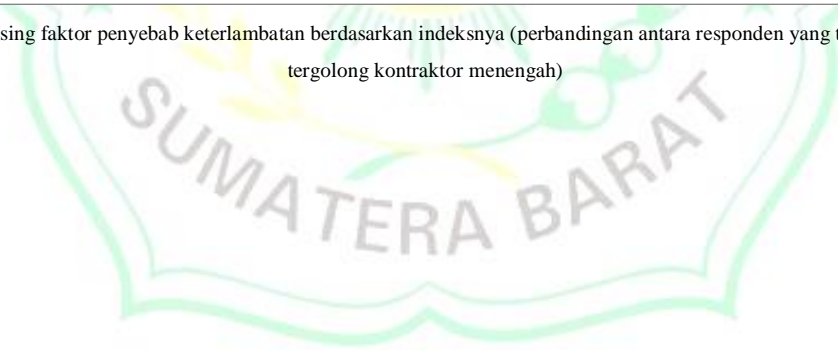 sing faktor penyebab keterlambatan berdasarkan indeksnya (perbandingan antara responden yang
tergolong kontraktor menengah)
SUMATERA BARAT